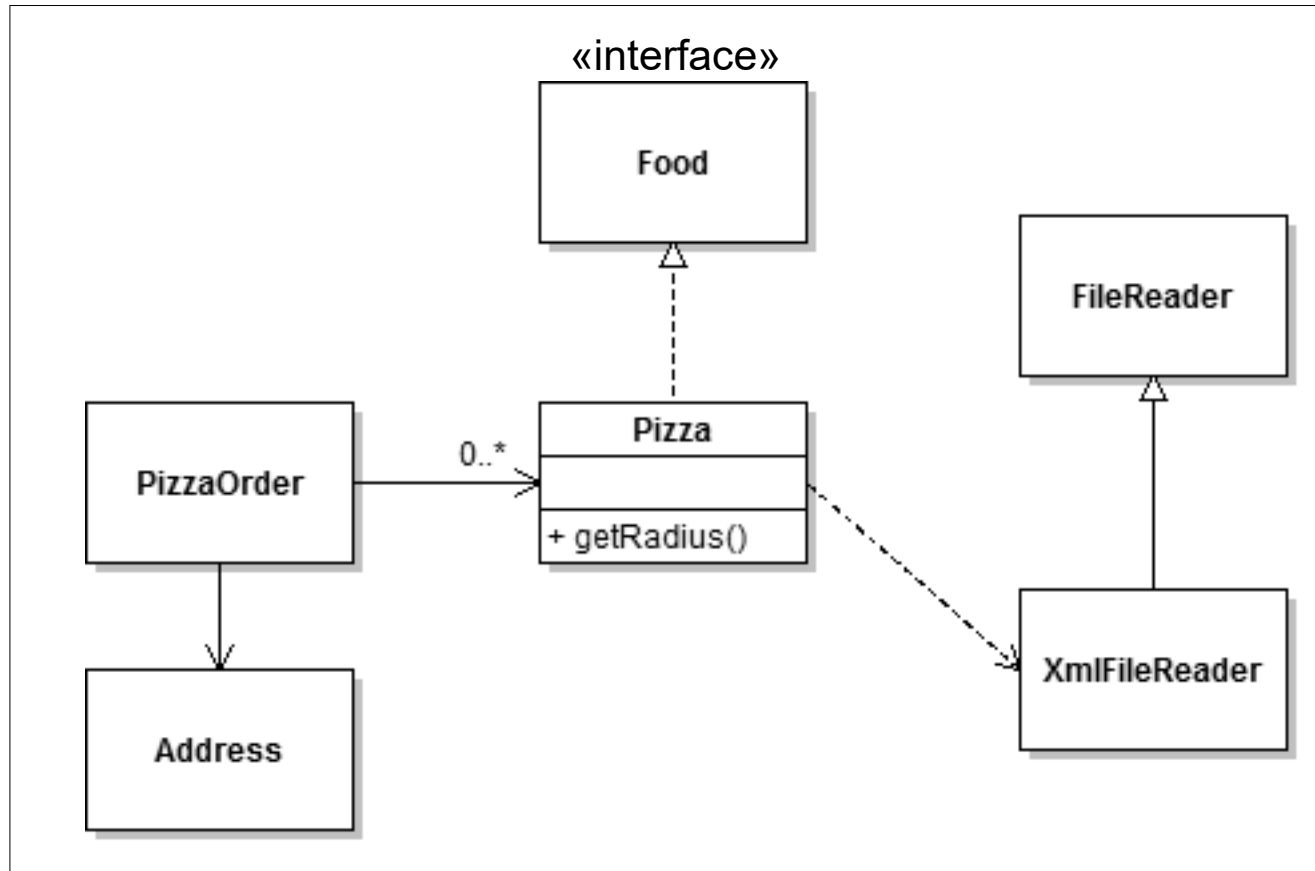 «interface»
Food
FileReader
PizzaOrder
0..*
Pizza
+ getRadius()
XmlFileReader
Address